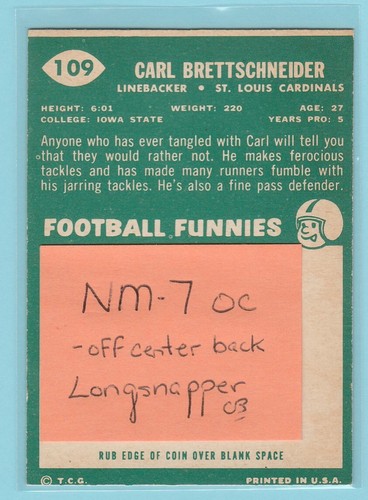 109
CARL BRETTSCHNEIDER
LINEBACKER • ST. LOUIS CARDINALS
HEIGHT: 6:01 WEIGHT: 220 AGE: 27
COLLEGE: IOWA STATE YEARS PRO: 5
Anyone who has ever tangled with Carl will tell you
that they would rather not. He makes ferocious
tackles and has made many runners fumble with
his jarring tackles. He's also a fine pass defender.
FOOTBALL FUNNIES
NM-7 OC
-off center back
Longsnapper
RUB EDGE OF COIN OVER BLANK SPACE
© T.C.G. PRINTED IN U.S.A.